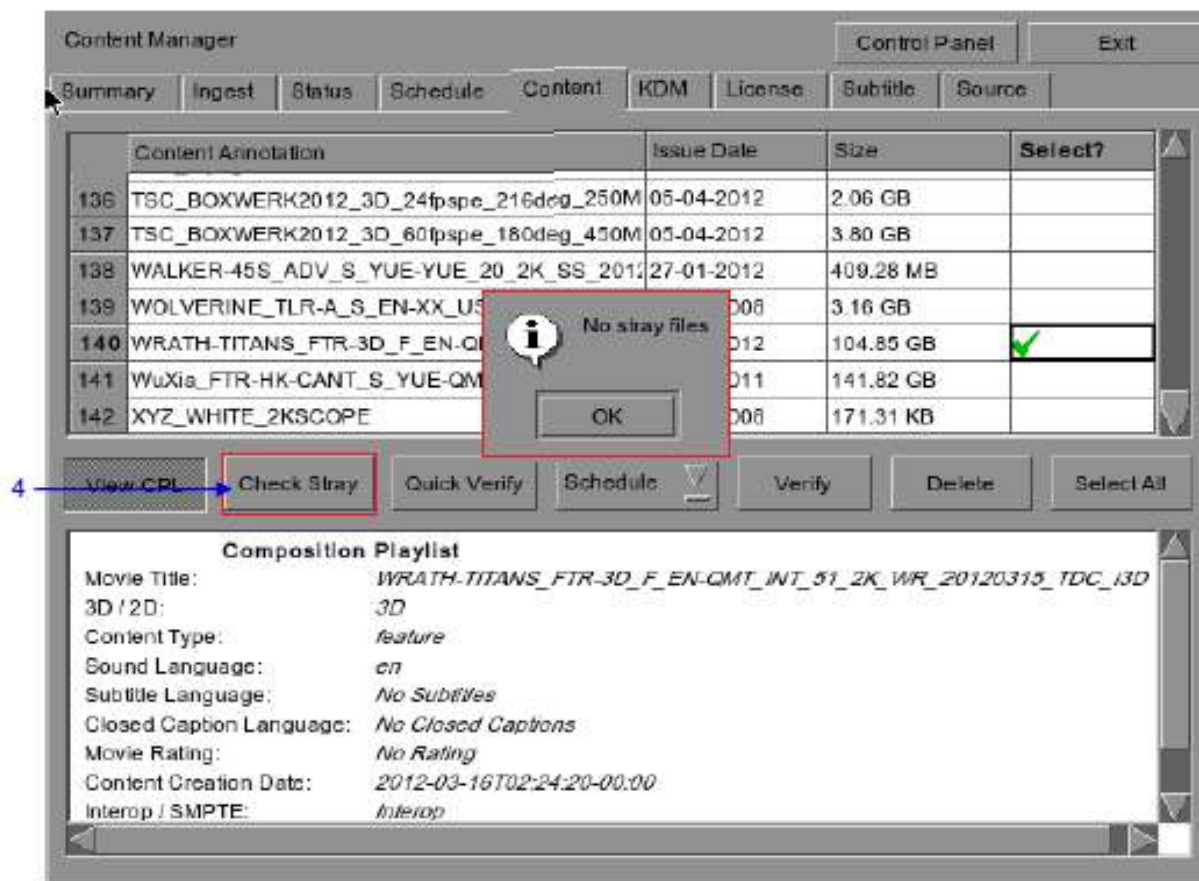 Content Manager Control Panel Exit
Summary Ingest Status Schedule Content KDM License Subtitle Source
Content Annotation Issue Date Size Select?
136 TSC_BOXWERK2012_3D_24fpspe_216deg_250M 05-04-2012 2.06 GB
137 TSC_BOXWERK2012_3D_60fpspe_180deg_450M 05-04-2012 3.80 GB
138 WALKER-45S_ADV_S_YUE-YUE_20_2K_SS_201 27-01-2012 409.28 MB
139 WOLVERINE_TLR-A_S_EN-XX_US 008 3.16 GB
140 WRATH-TITANS_FTR-3D_F_EN-Q 012 104.85 GB
141 WuXia_FTR-HK-CANT_S_YUE-QM 011 141.82 GB
142 XYZ_WHITE_2KSCOPE 008 171.31 KB
No stray files
OK
4
View CPL Check Stray Quick Verify Schedule Verify Delete Select All
Composition Playlist
Movie Title: WRATH-TITANS_FTR-3D_F_EN-QMT_INT_51_2K_WR_20120315_TDC_i3D
3D / 2D: 3D
Content Type: feature
Sound Language: en
Subtitle Language: No Subtitles
Closed Caption Language: No Closed Captions
Movie Rating: No Rating
Content Creation Date: 2012-03-16T02:24:20-00:00
Interop / SMPTE: Interop